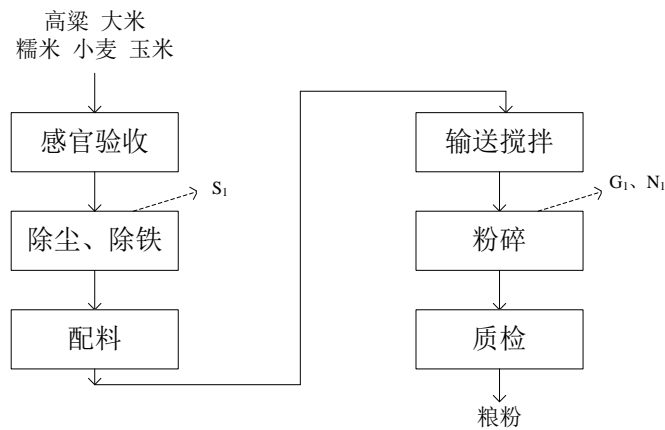 高粱 大米
糯米 小麦 玉米
感官验收
S₁
除尘、除铁
配料
输送搅拌
G₁、N₁
粉碎
质检
粮粉